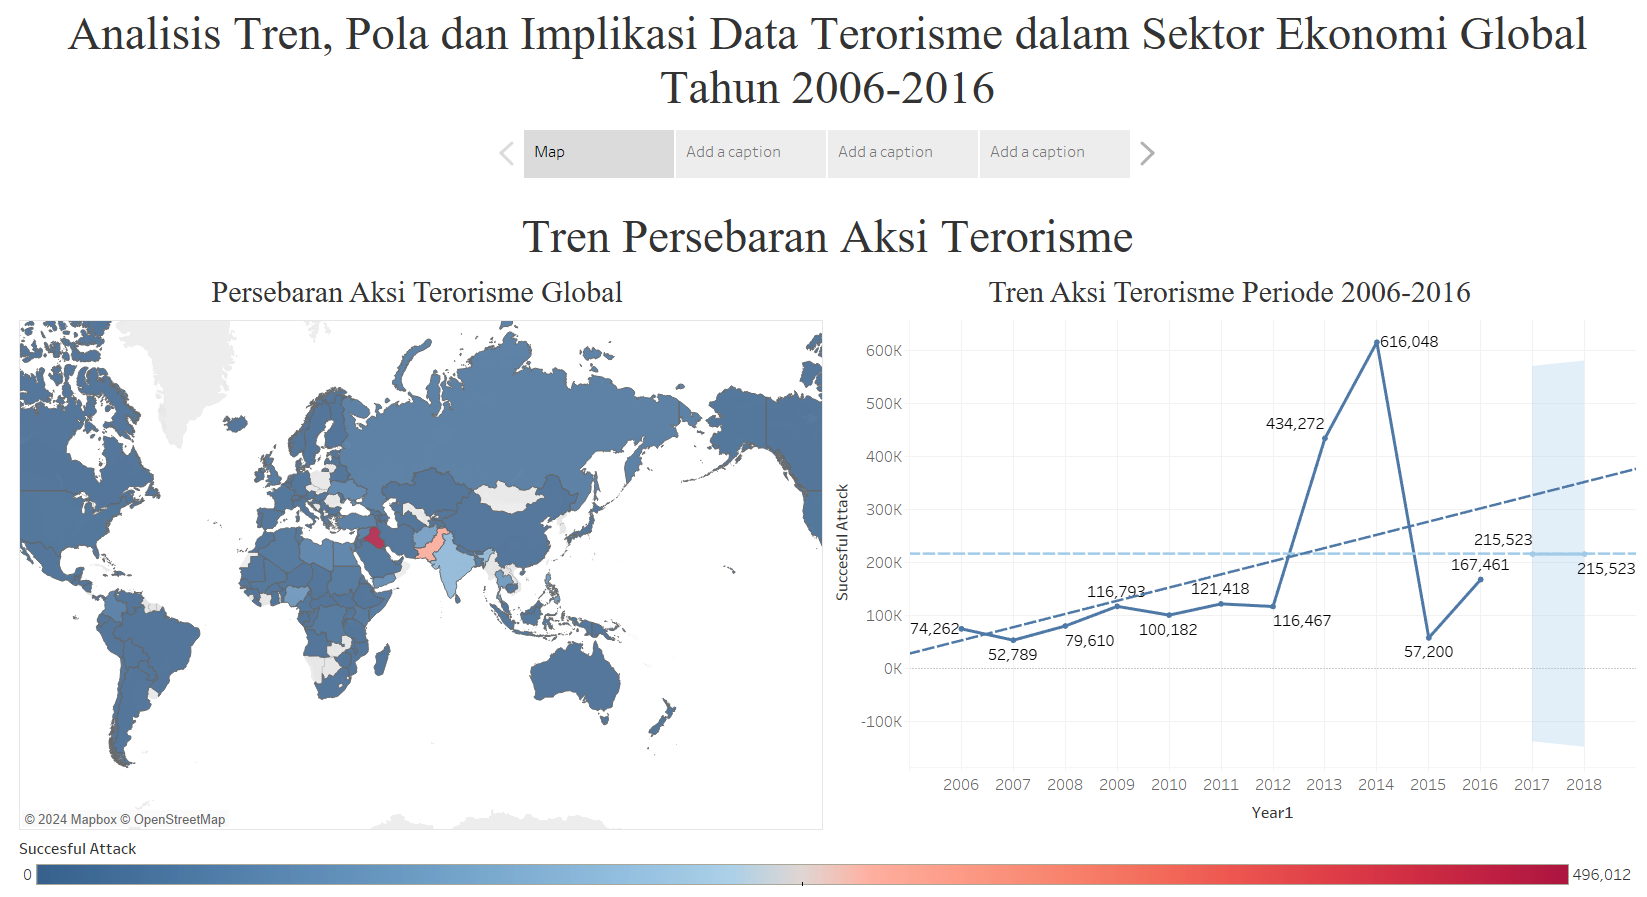 Analisis Tren, Pola dan Implikasi Data Terorisme dalam Sektor Ekonomi Global
Tahun 2006-2016
Map
Add a caption
Add a caption
Add a caption
Tren Persebaran Aksi Terorisme
Persebaran Aksi Terorisme Global
© 2024 Mapbox © OpenStreetMap
Tren Aksi Terorisme Periode 2006-2016
Succesful Attack
600K
500K
400K
300K
200K
100K
0K
-100K
74,262
52,789
79,610
116,793
100,182
121,418
116,467
434,272
616,048
57,200
167,461
215,523
215,523
2006 2007 2008 2009 2010 2011 2012 2013 2014 2015 2016 2017 2018
Year1
Succesful Attack
0 496,012